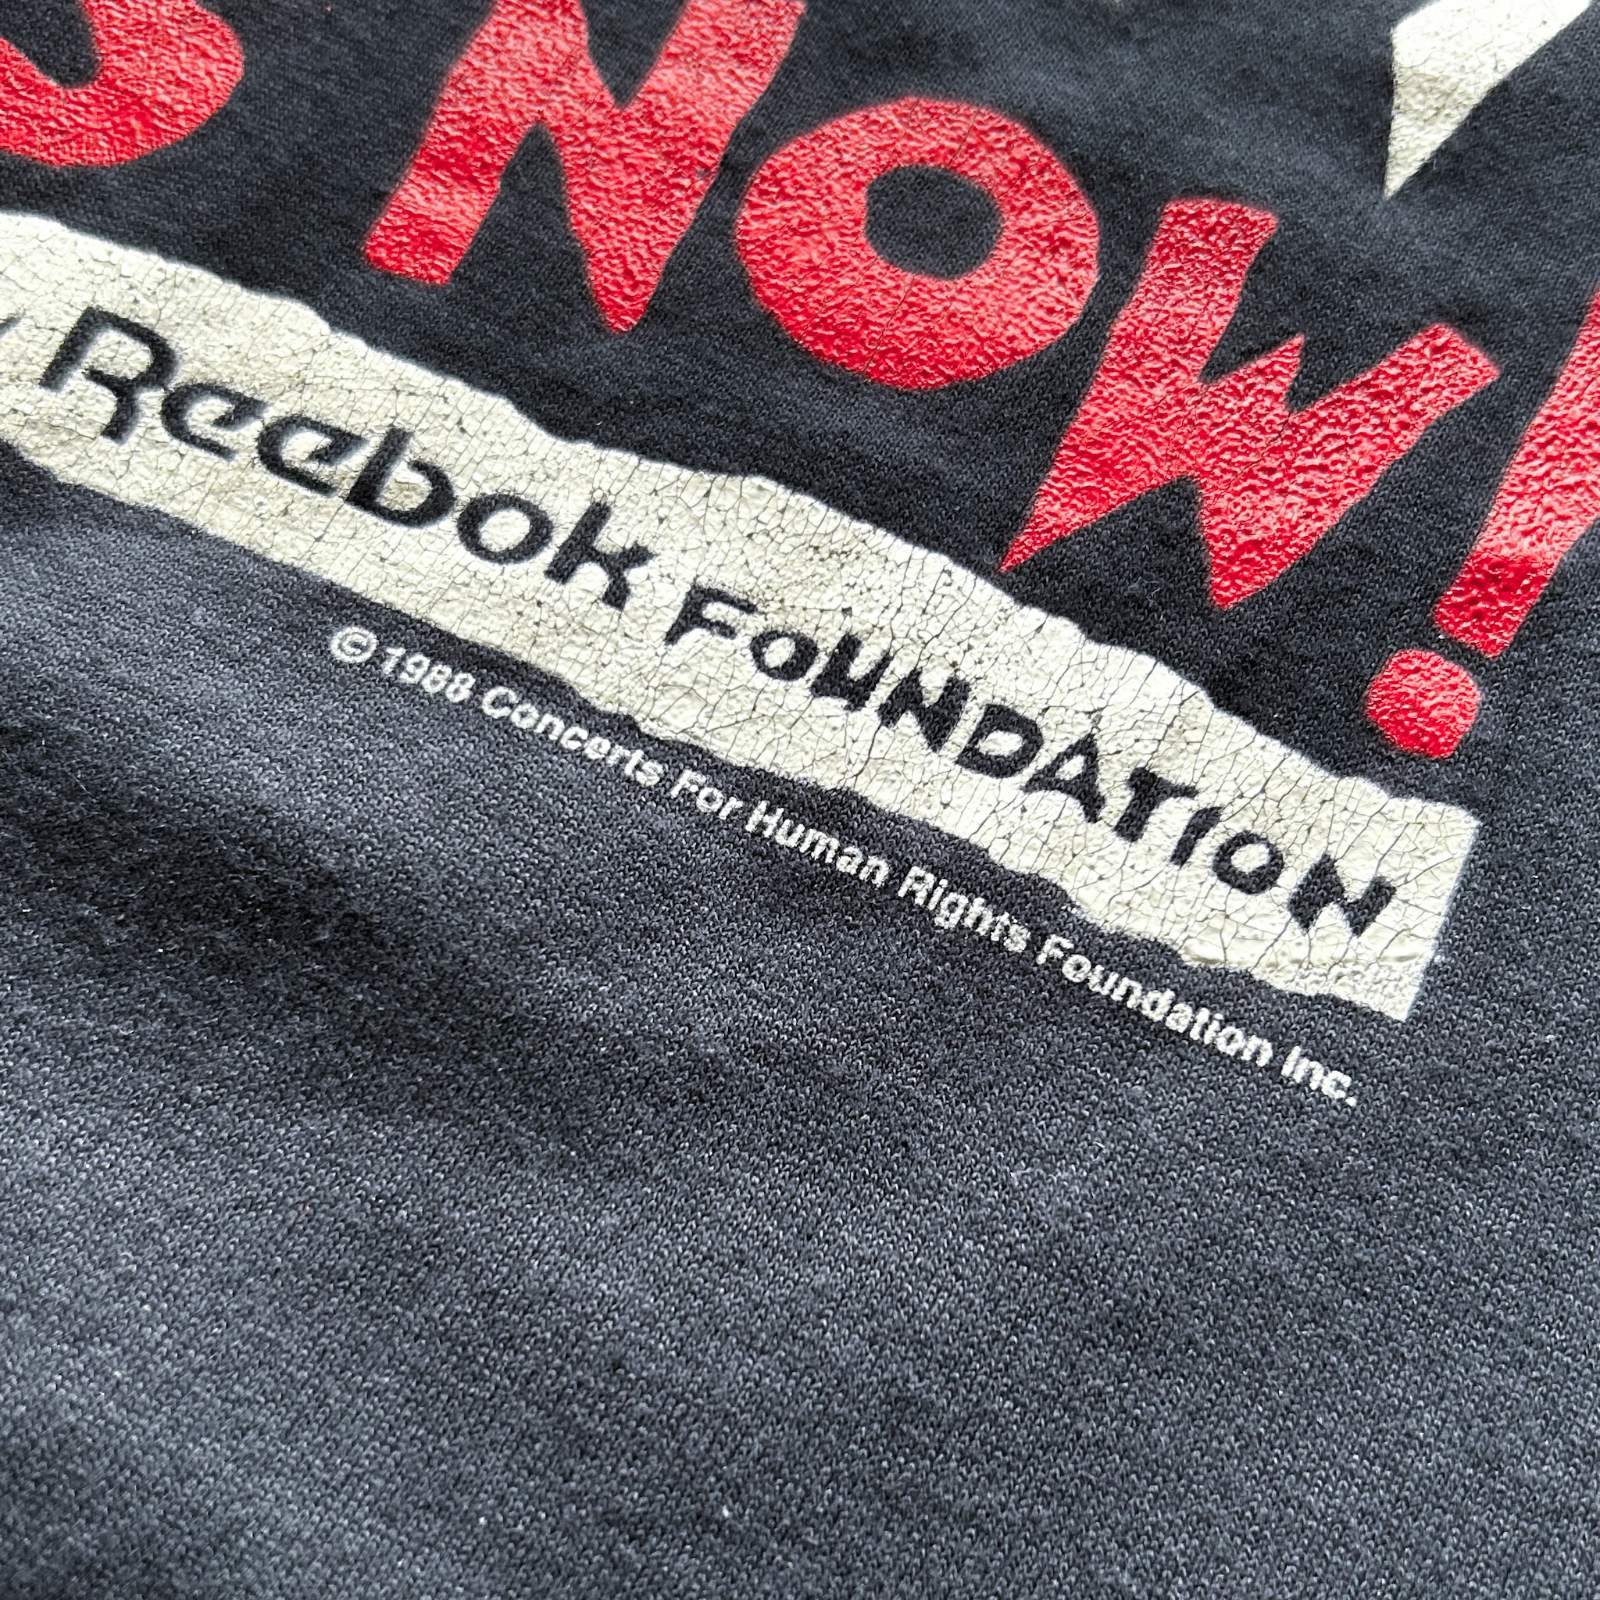 S NOW!
Reebok FOUNDATION
© 1988 Concerts For Human Rights Foundation Inc.